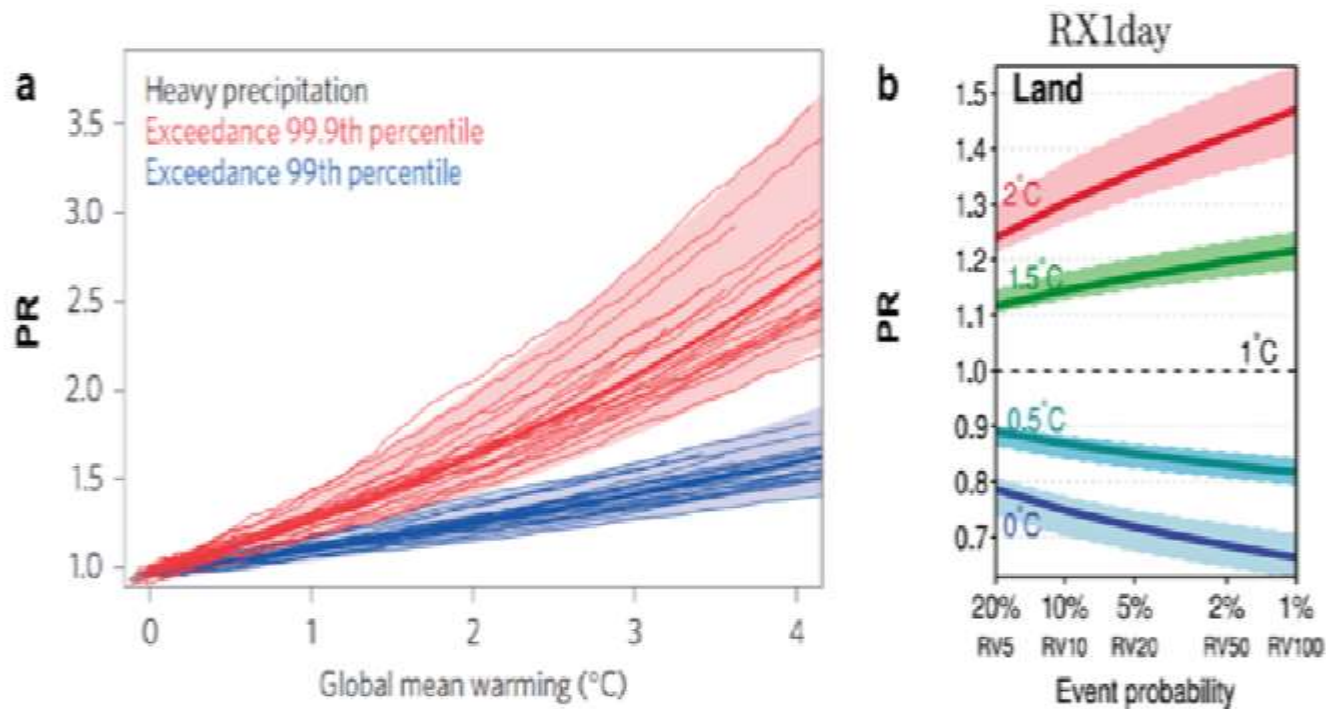 a
Heavy precipitation
Exceedance 99.9th percentile
Exceedance 99th percentile
PR
3.5
3.0
2.5
2.0
1.5
1.0
0 1 2 3 4
Global mean warming (°C)
RX1day
b
Land
PR
1.5
1.4
1.3
1.2
1.1
1.0
0.9
0.8
0.7
2°C
1.5°C
1°C
0.5°C
0°C
20% 10% 5% 2% 1%
RV5 RV10 RV20 RV50 RV100
Event probability